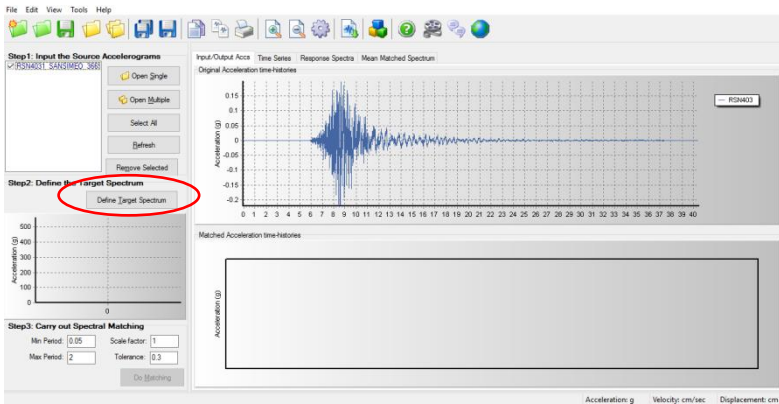 File Edit View Tools Help
Step1: Input the Source Accelerograms
RSN4031_SANSIMEO_36695
Open Single
Open Multiple
Select All
Refresh
Remove Selected
Step2: Define the Target Spectrum
Define Target Spectrum
Acceleration (g)
500
400
300
200
100
0
0
Step3: Carry out Spectral Matching
Min Period: 0.05 Scale factor: 1
Max Period: 2 Tolerance: 0.3
Do Matching
Input/Output Accs Time Series Response Spectra Mean Matched Spectrum
Original Acceleration time-histories
Acceleration (g)
0.15
0.1
0.05
0
-0.05
-0.1
-0.15
-0.2
0 1 2 3 4 5 6 7 8 9 10 11 12 13 14 15 16 17 18 19 20 21 22 23 24 25 26 27 28 29 30 31 32 33 34 35 36 37 38 39 40
RSN403
Matched Acceleration time-histories
Acceleration (g)
Acceleration: g Velocity: cm/sec Displacement: cm